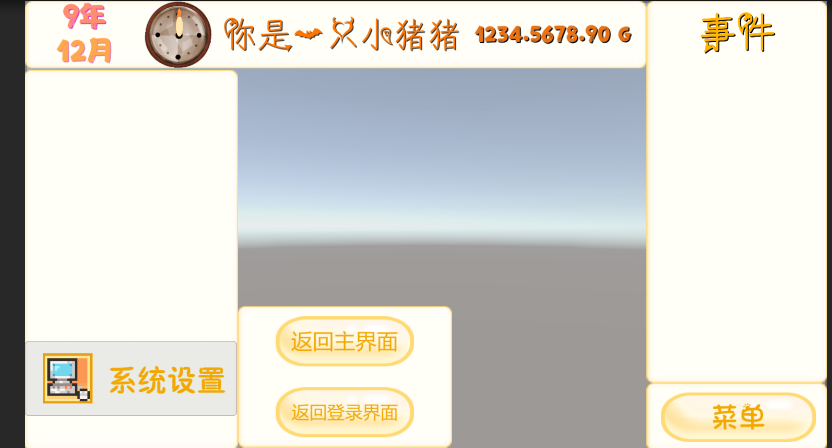 9年
12月
你是一只小猪猪
1234.5678.90 G
事件
系统设置
返回主界面
返回登录界面
菜单